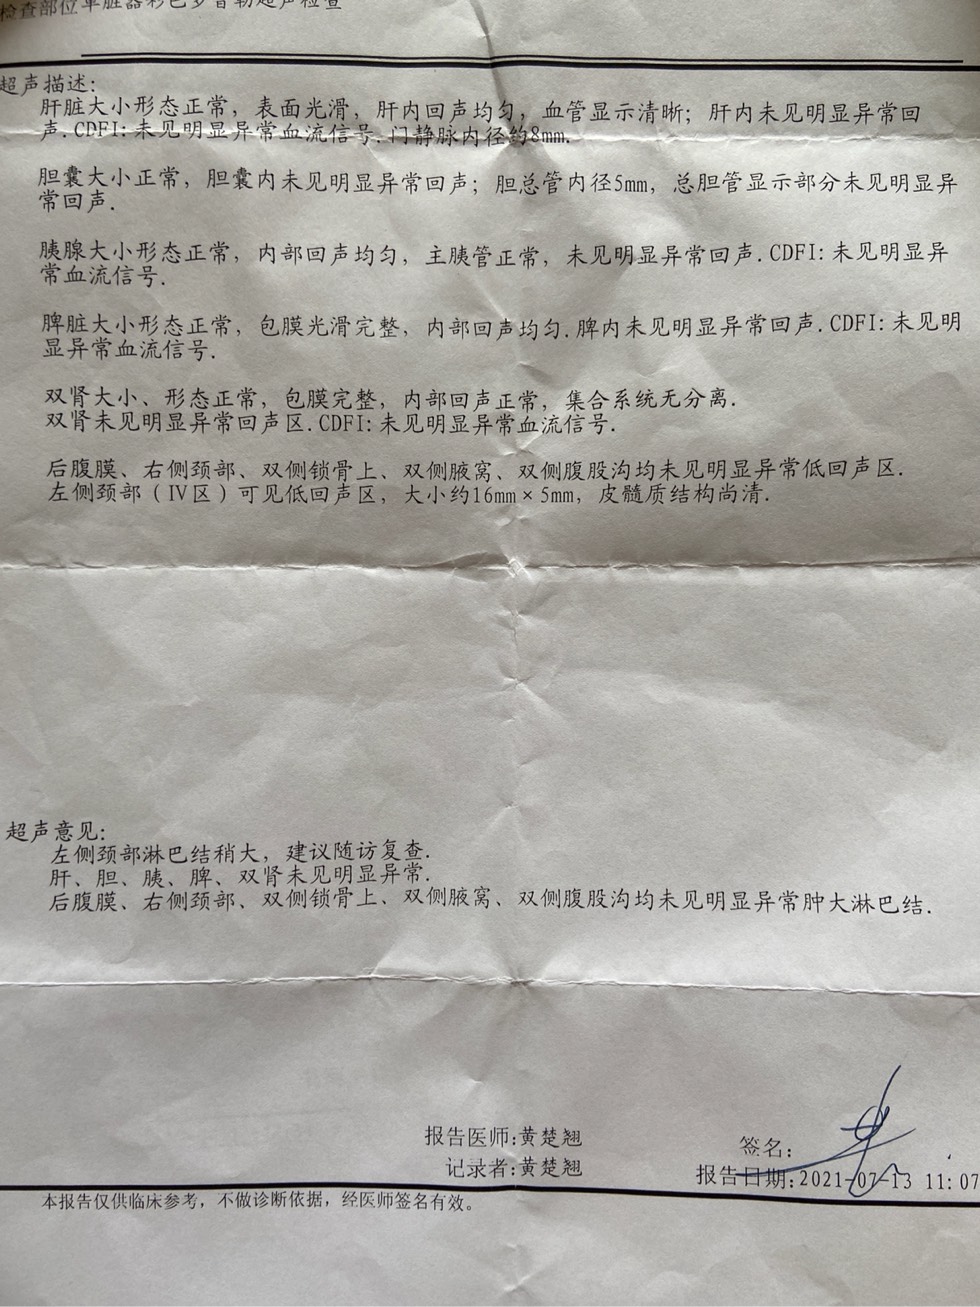 检查部位单脏器彩色多普勒超声检查
超声描述:
肝脏大小形态正常，表面光滑，肝内回声均匀，血管显示清晰；肝内未见明显异常回
声.CDFI:未见明显异常血流信号.门静脉内径约8mm.
胆囊大小正常，胆囊内未见明显异常回声；胆总管内径5mm，总胆管显示部分未见明显异
常回声.
胰腺大小形态正常，内部回声均匀，主胰管正常，未见明显异常回声.CDFI:未见明显异
常血流信号.
脾脏大小形态正常，包膜光滑完整，内部回声均匀.脾内未见明显异常回声.CDFI:未见明
显异常血流信号.
双肾大小、形态正常，包膜完整，内部回声正常，集合系统无分离.
双肾未见明显异常回声区.CDFI:未见明显异常血流信号.
后腹膜、右侧颈部、双侧锁骨上、双侧腋窝、双侧腹股沟均未见明显异常低回声区.
左侧颈部（IV区）可见低回声区，大小约16mm×5mm，皮髓质结构尚清.
超声意见:
左侧颈部淋巴结稍大，建议随访复查.
肝、胆、胰、脾、双肾未见明显异常.
后腹膜、右侧颈部、双侧锁骨上、双侧腋窝、双侧腹股沟均未见明显异常肿大淋巴结.
报告医师:黄楚翘
签名:
记录者:黄楚翘
报告日期:2021-07-13 11:07
本报告仅供临床参考，不做诊断依据，经医师签名有效。